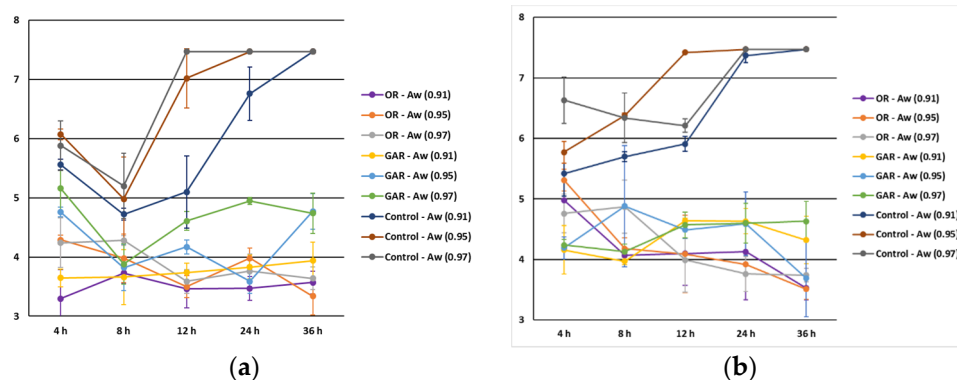 8
7
6
5
4
3
4 h 8 h 12 h 24 h 36 h
OR - Aw (0.91)
OR - Aw (0.95)
OR - Aw (0.97)
GAR - Aw (0.91)
GAR - Aw (0.95)
GAR - Aw (0.97)
Control - Aw (0.91)
Control - Aw (0.95)
Control - Aw (0.97)
(a)
8
7
6
5
4
3
4 h 8 h 12 h 24 h 36 h
OR - Aw (0.91)
OR - Aw (0.95)
OR - Aw (0.97)
GAR - Aw (0.91)
GAR - Aw (0.95)
GAR - Aw (0.97)
Control - Aw (0.91)
Control - Aw (0.95)
Control - Aw (0.97)
(b)